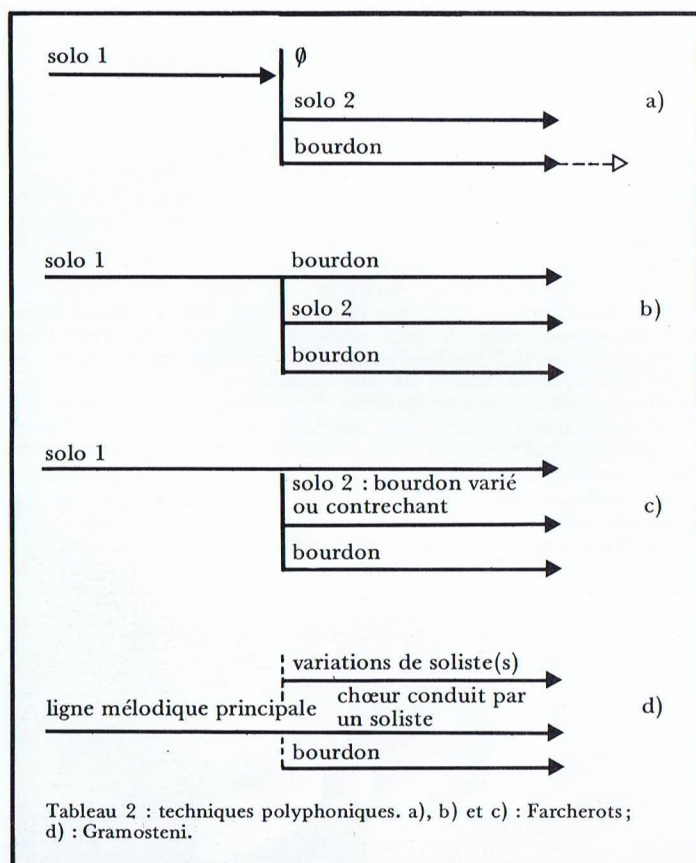 solo 1
ø
solo 2
a)
bourdon
solo 1
bourdon
solo 2
b)
bourdon
solo 1
solo 2 : bourdon varié
ou contrechant
c)
bourdon
variations de soliste(s)
chœur conduit par
ligne mélodique principale
un soliste
d)
bourdon
Tableau 2 : techniques polyphoniques. a), b) et c) : Farcherots ;
d) : Gramosteni.